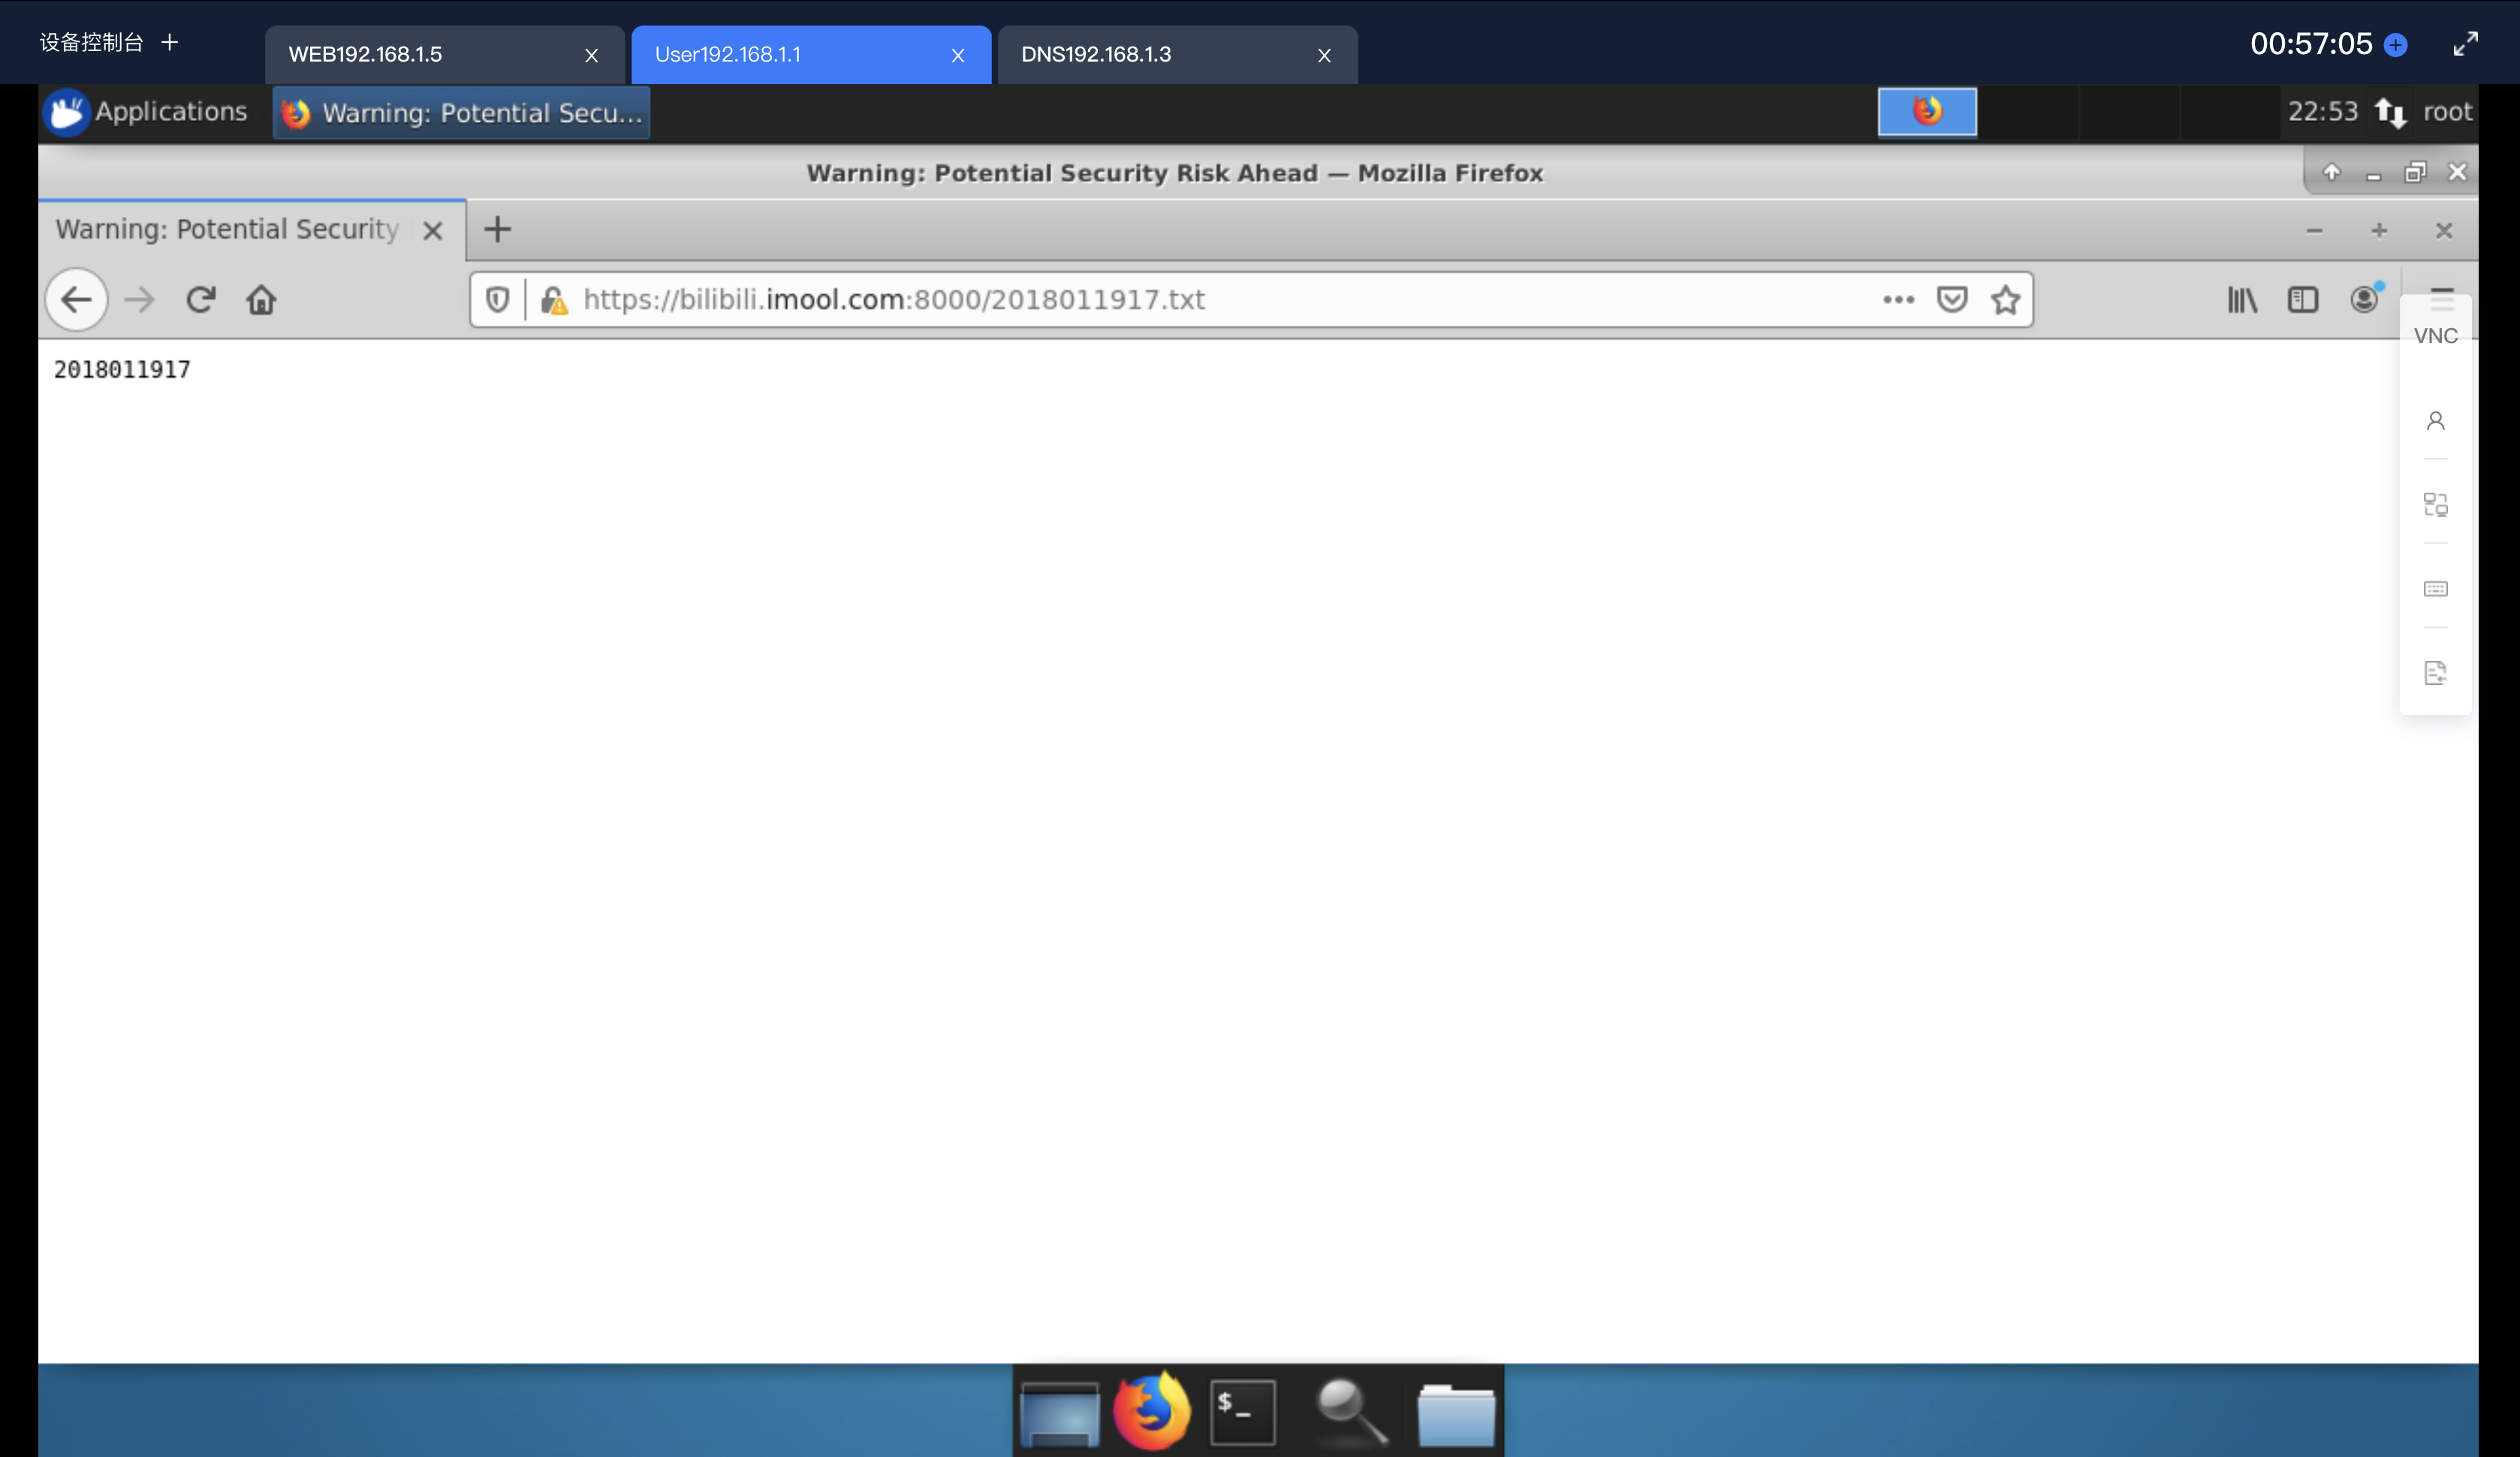 设备控制台 +
WEB192.168.1.5 X
User192.168.1.1 X
DNS192.168.1.3 X
00:57:05
Applications
Warning: Potential Secu...
22:53
root
Warning: Potential Security Risk Ahead — Mozilla Firefox
Warning: Potential Security
https://bilibili.imool.com:8000/2018011917.txt
VNC
2018011917
$_